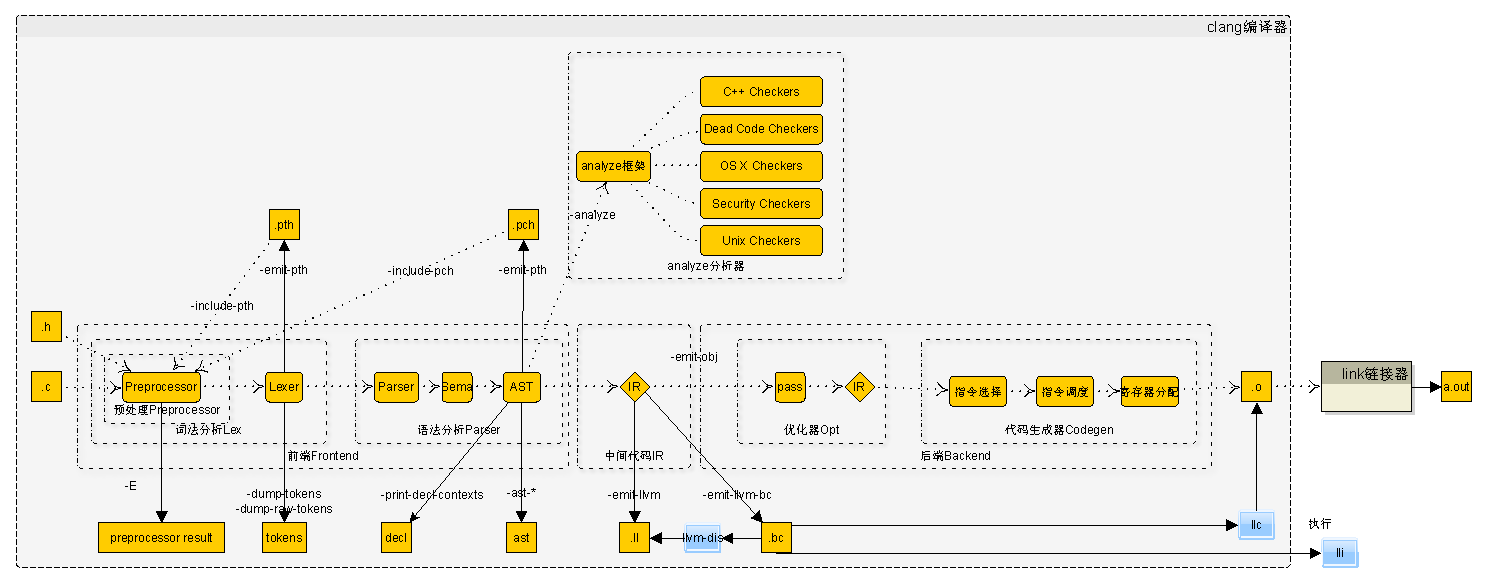 clang编译器
C++ Checkers
Dead Code Checkers
analyze框架
OS X Checkers
Security Checkers
-analyze
.pth
.pch
Unix Checkers
analyze分析器
-emit-pth
-include-pch
-emit-pth
-include-pth
.h
-emit-obj
.c
Preprocessor
Lexer
Parser
Sema
AST
IR
pass
IR
指令选择
指令调度
寄存器分配
.o
link链接器
a.out
预处理Preprocessor
词法分析Lex
语法分析Parser
优化器Opt
代码生成器Codegen
前端Frontend
中间代码IR
后端Backend
-E
-dump-tokens
-dump-raw-tokens
-print-decl-contexts
-ast-*
-emit-llvm
-emit-llvm-bc
preprocessor result
tokens
decl
ast
.ll
llvm-dis
.bc
llc
执行
lli